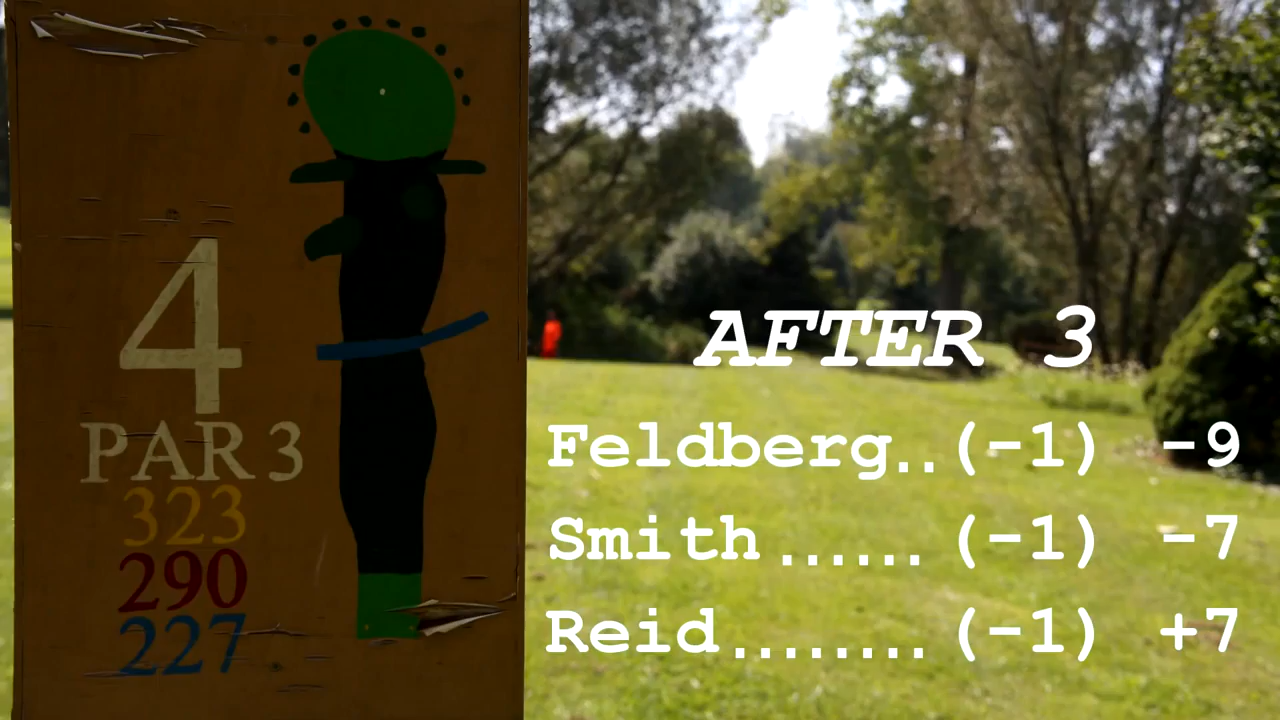 4
PAR 3
323
290
227
AFTER 3
Feldberg..(-1) -9
Smith......(-1) -7
Reid........(-1) +7